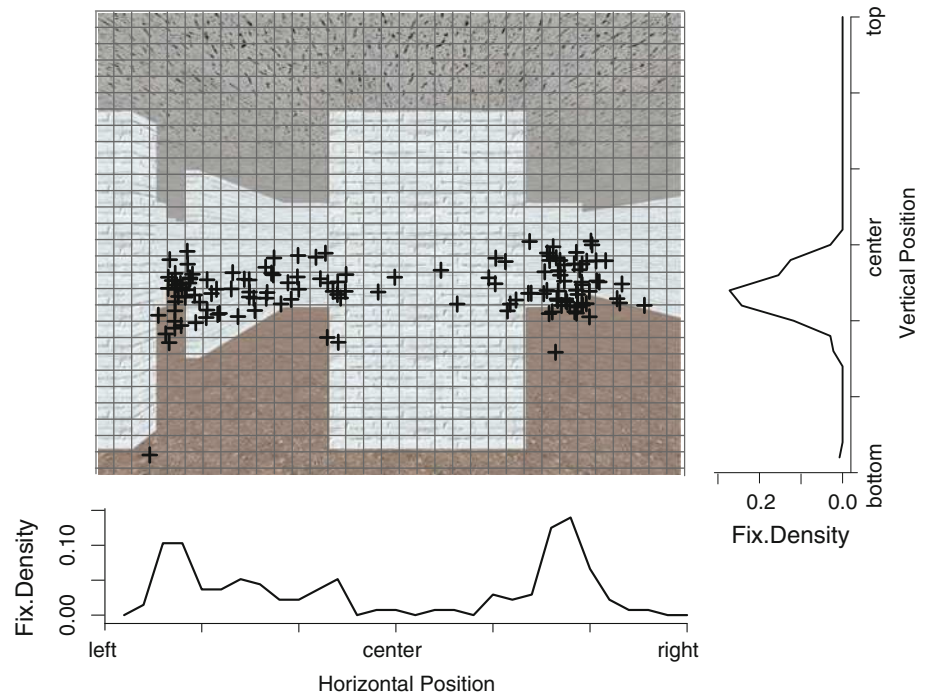 top
center
bottom
Vertical Position
0.2
0.0
Fix.Density
Fix.Density
0.10
0.00
left
center
right
Horizontal Position